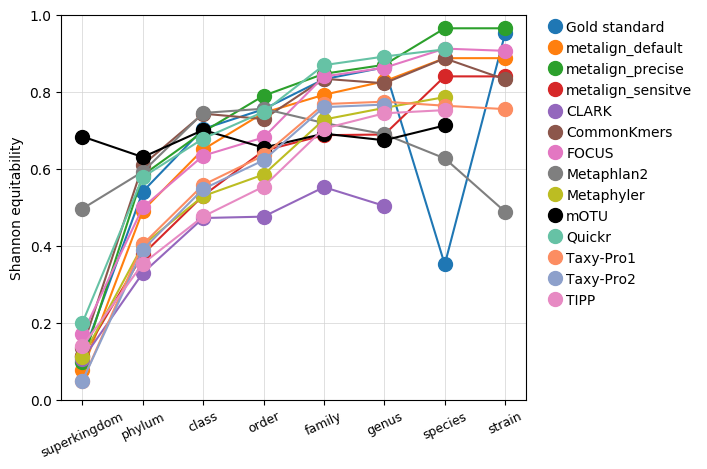 1.0
0.8
0.6
0.4
0.2
0.0
Shannon equitability
superkingdom
phylum
class
order
family
genus
species
strain
Gold standard
metalign_default
metalign_precise
metalign_sensitve
CLARK
CommonKmers
FOCUS
Metaphlan2
Metaphyler
mOTU
Quickr
Taxy-Pro1
Taxy-Pro2
TIPP